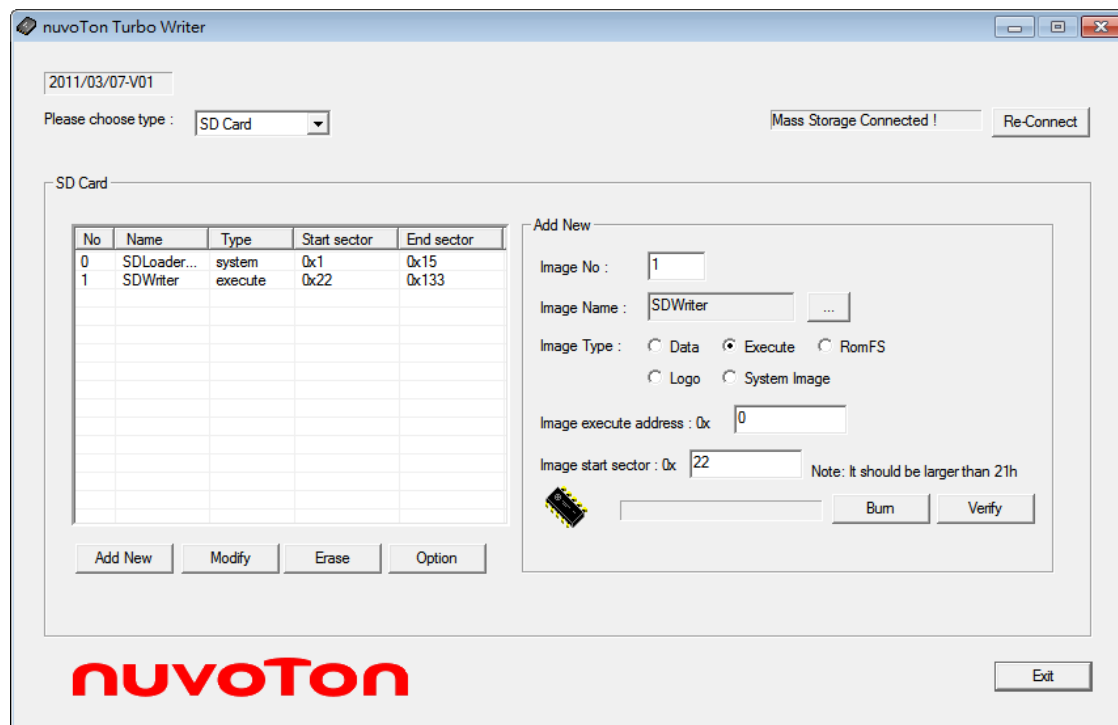 nuvoTon Turbo Writer
2011/03/07-V01
Please choose type : SD Card
Mass Storage Connected ! Re-Connect
SD Card
No Name Type Start sector End sector
0 SDLoader... system 0x1 0x15
1 SDWriter execute 0x22 0x133
Add New Modify Erase Option
Add New
Image No : 1
Image Name : SDWriter ...
Image Type : Data Execute RomFS
Logo System Image
Image execute address : 0x 0
Image start sector : 0x 22 Note: It should be larger than 21h
Burn Verify
nuvoTon
Exit